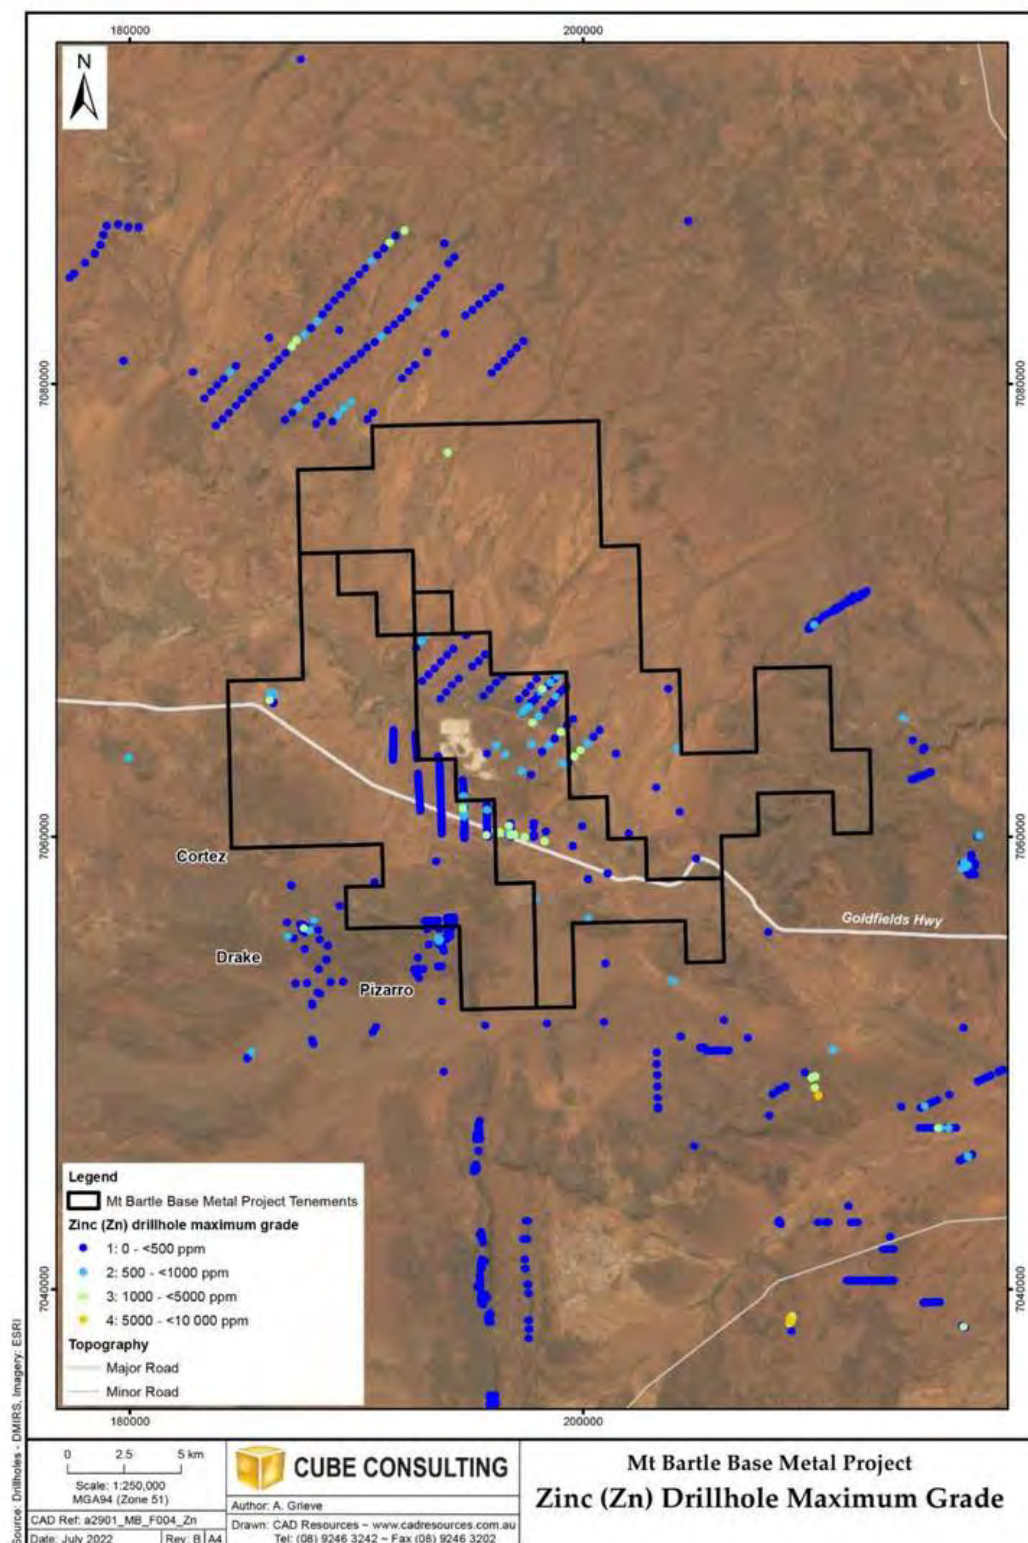 180000
200000
N
7080000
7080000
7060000
7060000
Cortez
Goldfields Hwy
Drake
Pizarro
Legend
Mt Bartle Base Metal Project Tenements
Zinc (Zn) drillhole maximum grade
1: 0 - <500 ppm
2: 500 - <1000 ppm
3: 1000 - <5000 ppm
4: 5000 - <10 000 ppm
Topography
Major Road
Minor Road
7040000
7040000
180000
200000
Source: Drillholes - DMIRS, Imagery: ESRI
0 2.5 5 km
Scale: 1:250,000
MGA94 (Zone 51)
CAD Ref: a2901_MB_F004_Zn
Date: July 2022 Rev: B A4
CUBE CONSULTING
Author: A. Grieve
Drawn: CAD Resources ~ www.cadresources.com.au
Tel: (08) 9246 3242 ~ Fax (08) 9246 3202
Mt Bartle Base Metal Project
Zinc (Zn) Drillhole Maximum Grade